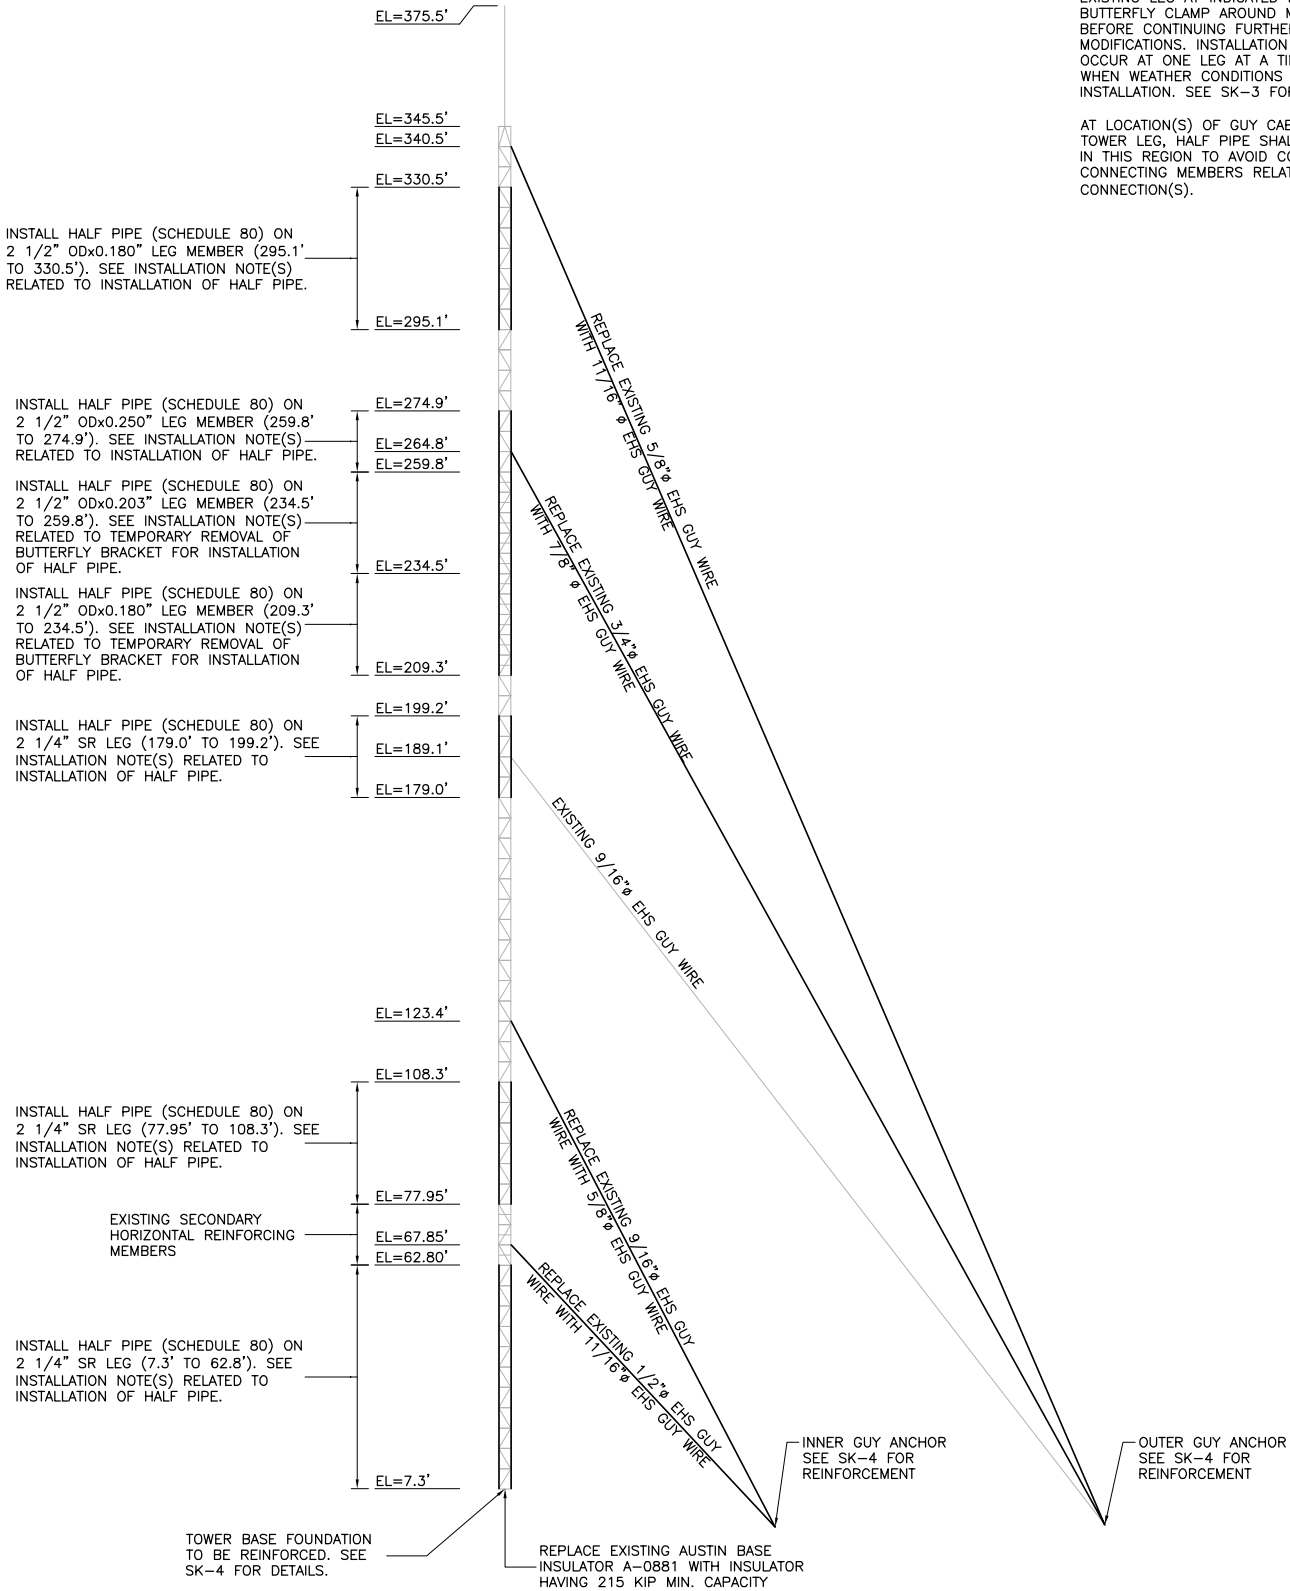 EL=375.5'
EL=345.5'
EL=340.5'
EL=330.5'
INSTALL HALF PIPE (SCHEDULE 80) ON
2 1/2" ODx0.180" LEG MEMBER (295.1'
TO 330.5'). SEE INSTALLATION NOTE(S)
RELATED TO INSTALLATION OF HALF PIPE.
EL=295.1'
EL=274.9'
INSTALL HALF PIPE (SCHEDULE 80) ON
2 1/2" ODx0.250" LEG MEMBER (259.8'
TO 274.9'). SEE INSTALLATION NOTE(S)
RELATED TO INSTALLATION OF HALF PIPE.
EL=264.8'
EL=259.8'
INSTALL HALF PIPE (SCHEDULE 80) ON
2 1/2" ODx0.203" LEG MEMBER (234.5'
TO 259.8'). SEE INSTALLATION NOTE(S)
RELATED TO TEMPORARY REMOVAL OF
BUTTERFLY BRACKET FOR INSTALLATION
OF HALF PIPE.
EL=234.5'
INSTALL HALF PIPE (SCHEDULE 80) ON
2 1/2" ODx0.180" LEG MEMBER (209.3'
TO 234.5'). SEE INSTALLATION NOTE(S)
RELATED TO TEMPORARY REMOVAL OF
BUTTERFLY BRACKET FOR INSTALLATION
OF HALF PIPE.
EL=209.3'
EL=199.2'
INSTALL HALF PIPE (SCHEDULE 80) ON
2 1/4" SR LEG (179.0' TO 199.2'). SEE
INSTALLATION NOTE(S) RELATED TO
INSTALLATION OF HALF PIPE.
EL=189.1'
EL=179.0'
EL=123.4'
EL=108.3'
INSTALL HALF PIPE (SCHEDULE 80) ON
2 1/4" SR LEG (77.95' TO 108.3'). SEE
INSTALLATION NOTE(S) RELATED TO
INSTALLATION OF HALF PIPE.
EL=77.95'
EXISTING SECONDARY
HORIZONTAL REINFORCING
MEMBERS
EL=67.85'
EL=62.80'
INSTALL HALF PIPE (SCHEDULE 80) ON
2 1/4" SR LEG (7.3' TO 62.8'). SEE
INSTALLATION NOTE(S) RELATED TO
INSTALLATION OF HALF PIPE.
EL=7.3'
TOWER BASE FOUNDATION
TO BE REINFORCED. SEE
SK-4 FOR DETAILS.
REPLACE EXISTING AUSTIN BASE
INSULATOR A-0881 WITH INSULATOR
HAVING 215 KIP MIN. CAPACITY
REPLACE EXISTING 5/8"ø EHS GUY WIRE
WITH 11/16" ø EHS GUY WIRE
REPLACE EXISTING 3/4"ø EHS GUY WIRE
WITH 7/8" ø EHS GUY WIRE
EXISTING 9/16"ø EHS GUY WIRE
REPLACE EXISTING 9/16"ø EHS GUY
WIRE WITH 5/8"ø EHS GUY WIRE
REPLACE EXISTING 1/2"ø EHS GUY
WIRE WITH 11/16"ø EHS GUY WIRE
INNER GUY ANCHOR
SEE SK-4 FOR
REINFORCEMENT
OUTER GUY ANCHOR
SEE SK-4 FOR
REINFORCEMENT
BUTTERFLY CLAMP AROUND
BEFORE CONTINUING FURTHER
MODIFICATIONS. INSTALLATION
OCCUR AT ONE LEG AT A
WHEN WEATHER CONDITIONS
INSTALLATION. SEE SK-3 FOR
AT LOCATION(S) OF GUY
TOWER LEG, HALF PIPE
IN THIS REGION TO AVOID
CONNECTING MEMBERS
CONNECTION(S).